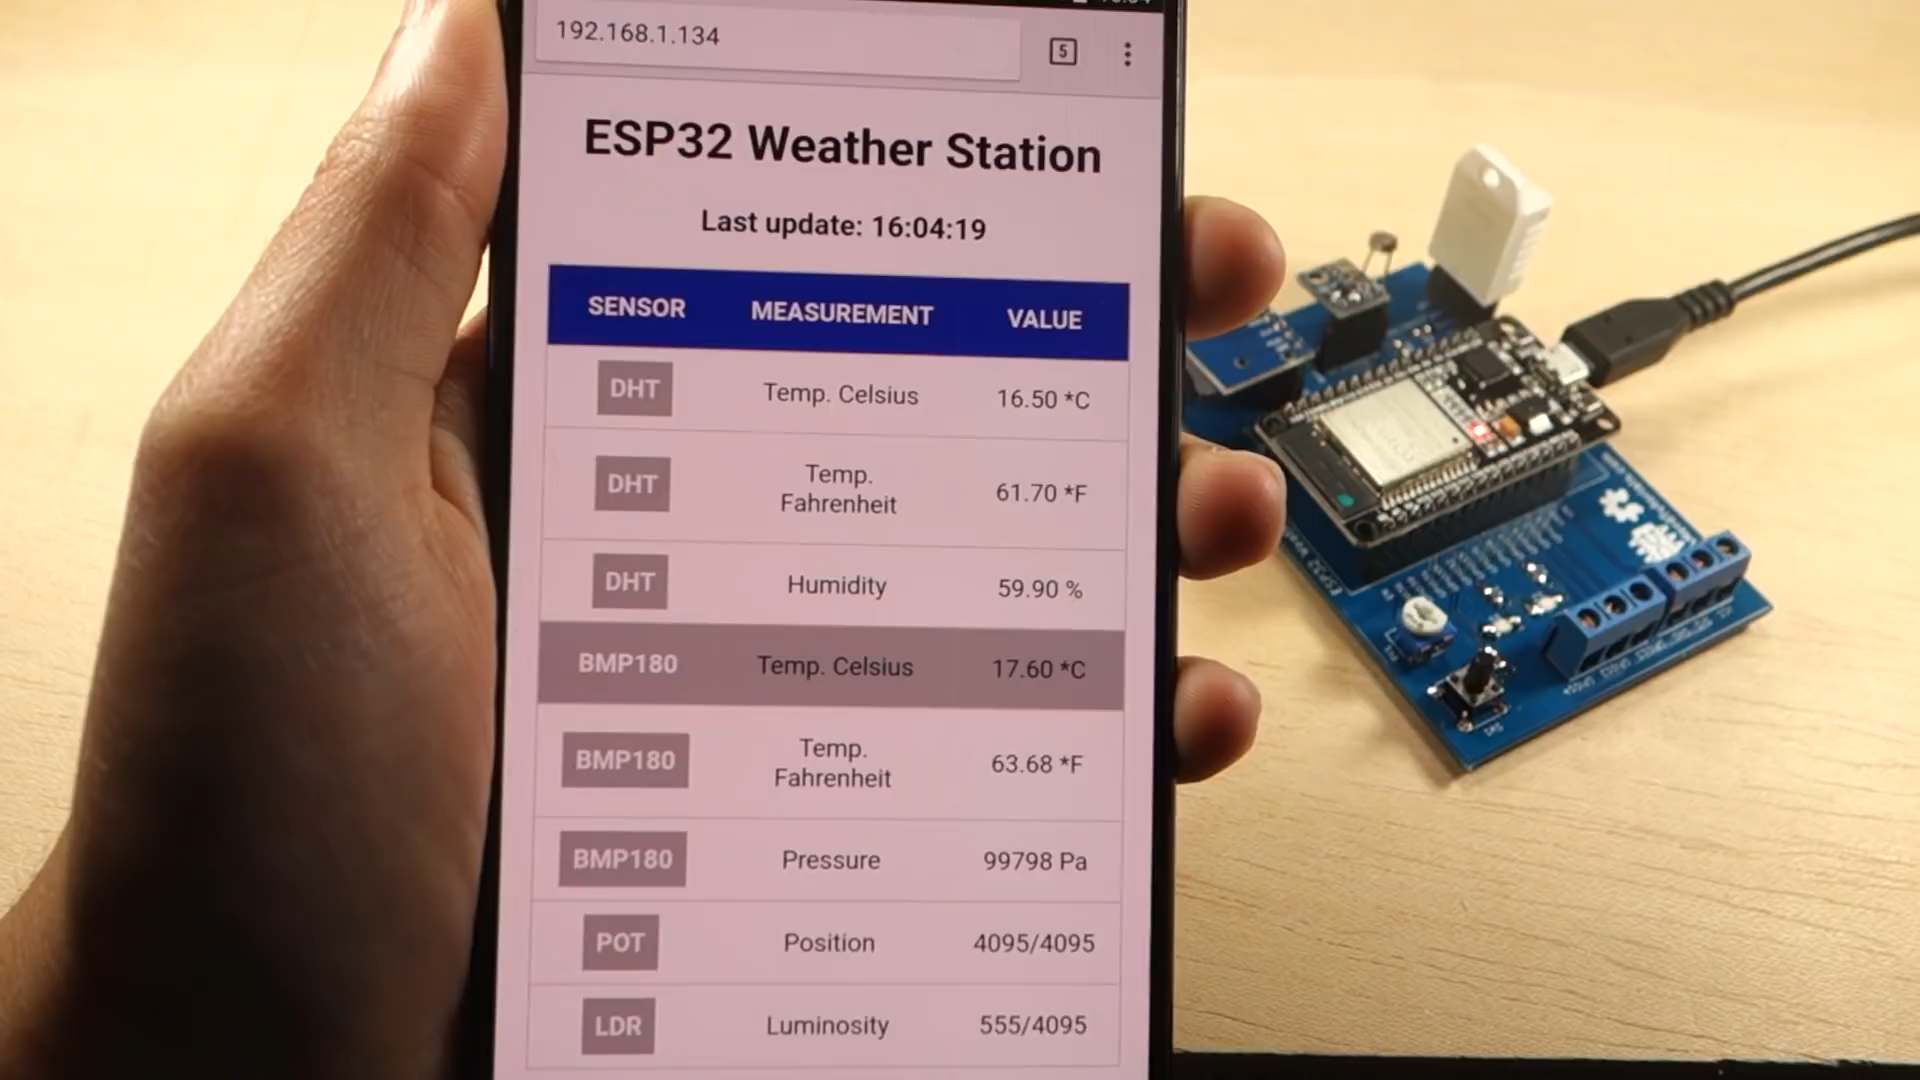 192.168.1.134
5
ESP32 Weather Station
Last update: 16:04:19
SENSOR MEASUREMENT VALUE
DHT Temp. Celsius 16.50 *C
DHT Temp. Fahrenheit 61.70 *F
DHT Humidity 59.90 %
BMP180 Temp. Celsius 17.60 *C
BMP180 Temp. Fahrenheit 63.68 *F
BMP180 Pressure 99798 Pa
POT Position 4095/4095
LDR Luminosity 555/4095